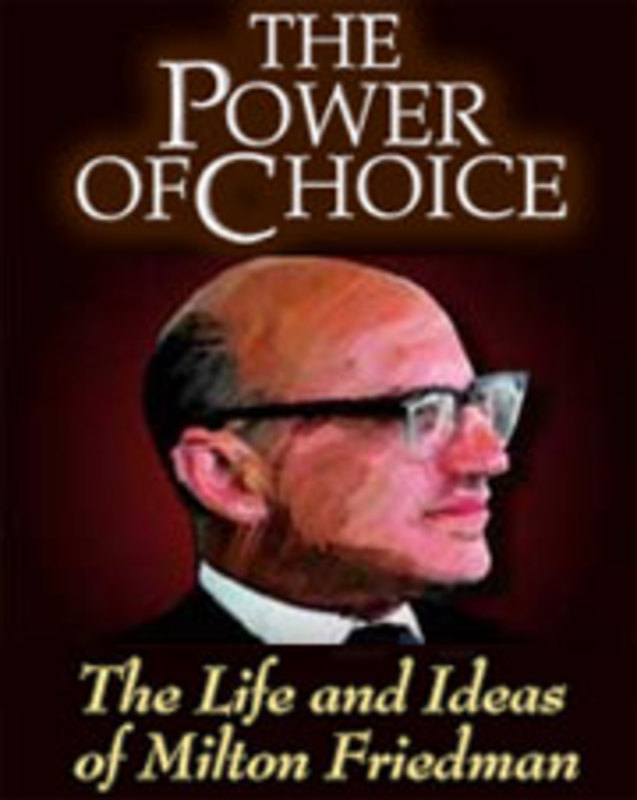 THE
POWER
OF CHOICE
The Life and Ideas
of Milton Friedman